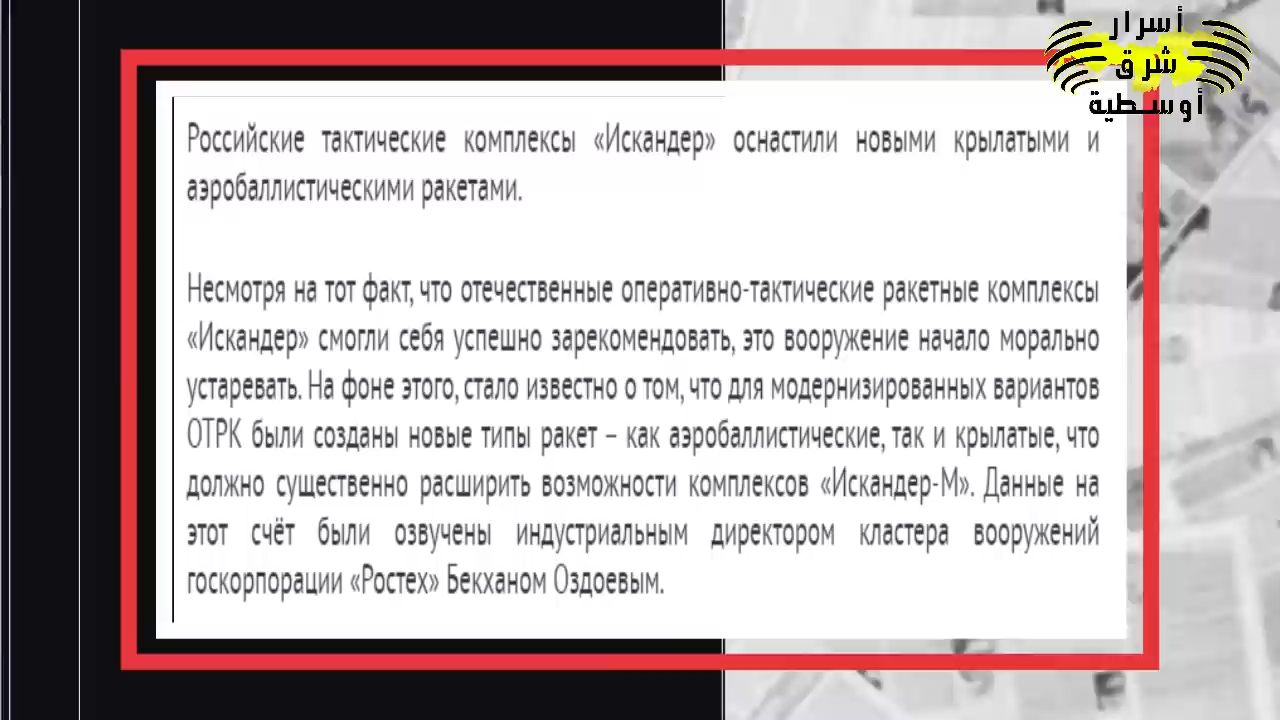 أسرار
شرق
أوسطية
Российские тактические комплексы «Искандер» оснастили новыми крылатыми и
аэробаллистическими ракетами.
Несмотря на тот факт, что отечественные оперативно-тактические ракетные комплексы
«Искандер» смогли себя успешно зарекомендовать, это вооружение начало морально
устаревать. На фоне этого, стало известно о том, что для модернизированных вариантов
ОТРК были созданы новые типы ракет – как аэробаллистические, так и крылатые, что
должно существенно расширить возможности комплексов «Искандер-М». Данные на
этот счёт были озвучены индустриальным директором кластера вооружений
госкорпорации «Ростех» Бекханом Оздоевым.